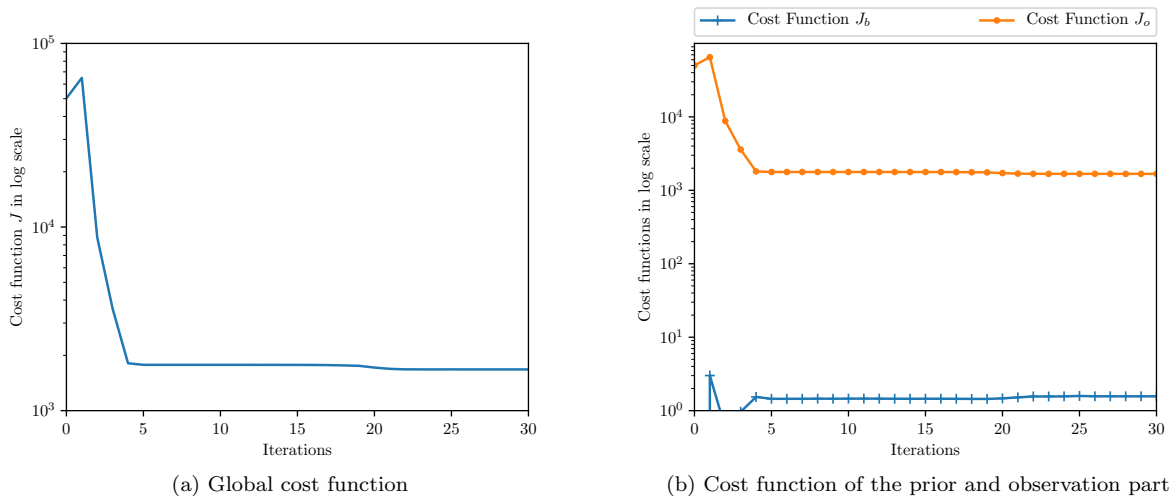 Cost Function J_b
Cost Function J_o
10^5
10^4
10^3
Cost function J in log scale
0 5 10 15 20 25 30
Iterations
(a) Global cost function
10^4
10^3
10^2
10^1
10^0
Cost functions in log scale
0 5 10 15 20 25 30
Iterations
(b) Cost function of the prior and observation part